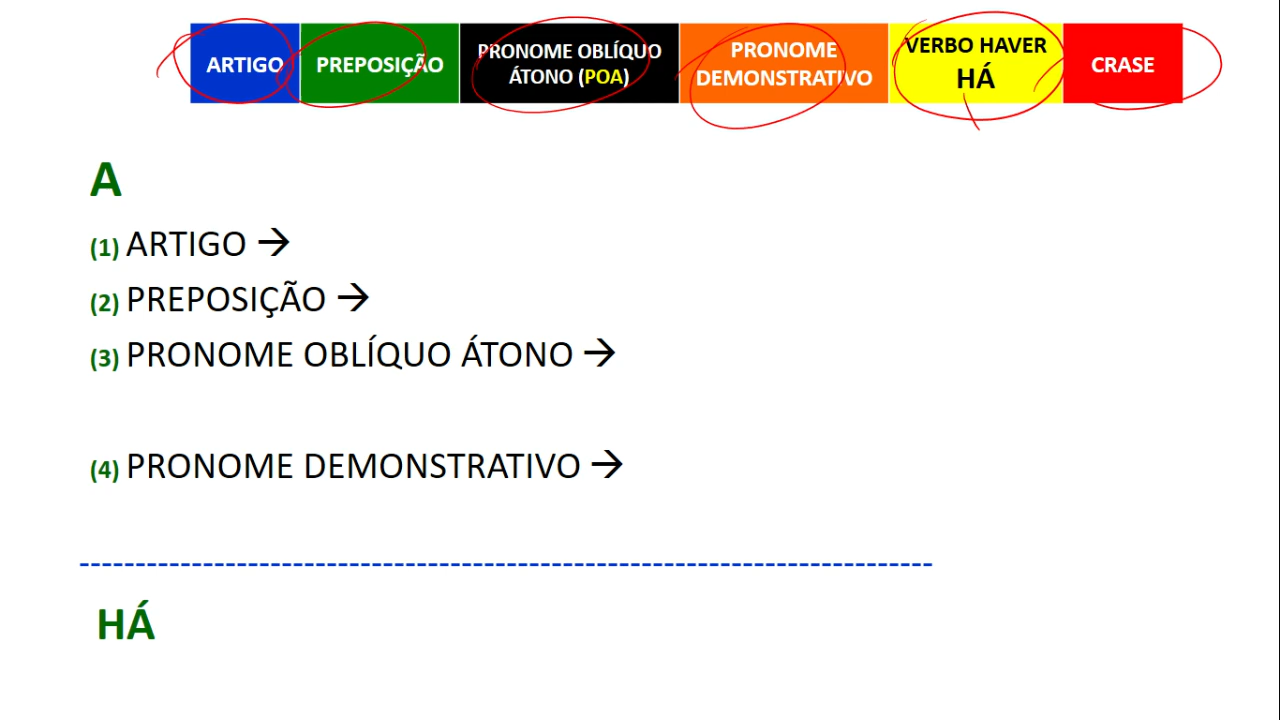 ARTIGO
PREPOSIÇÃO
PRONOME OBLÍQUO
ÁTONO (POA)
PRONOME
DEMONSTRATIVO
VERBO HAVER
HÁ
CRASE
A
(1) ARTIGO →
(2) PREPOSIÇÃO →
(3) PRONOME OBLÍQUO ÁTONO →
(4) PRONOME DEMONSTRATIVO →
HÁ